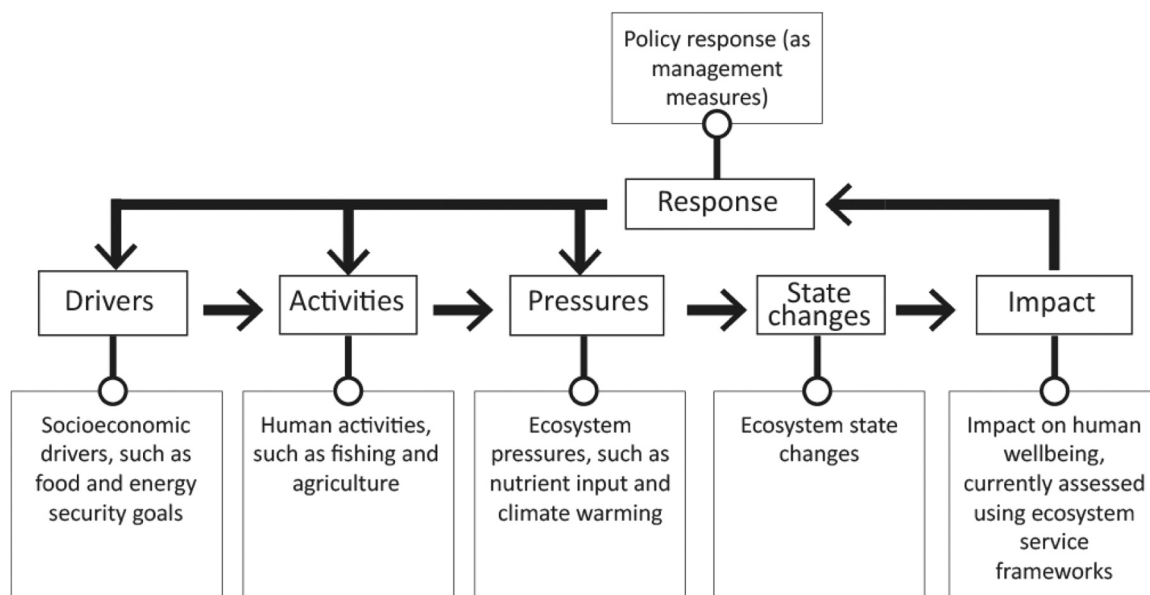 Policy response (as
management
measures)
Response
Drivers
Activities
Pressures
State
changes
Impact
Socioeconomic
drivers, such as
food and energy
security goals
Human activities,
such as fishing and
agriculture
Ecosystem
pressures, such as
nutrient input and
climate warming
Ecosystem state
changes
Impact on human
wellbeing,
currently assessed
using ecosystem
service
frameworks